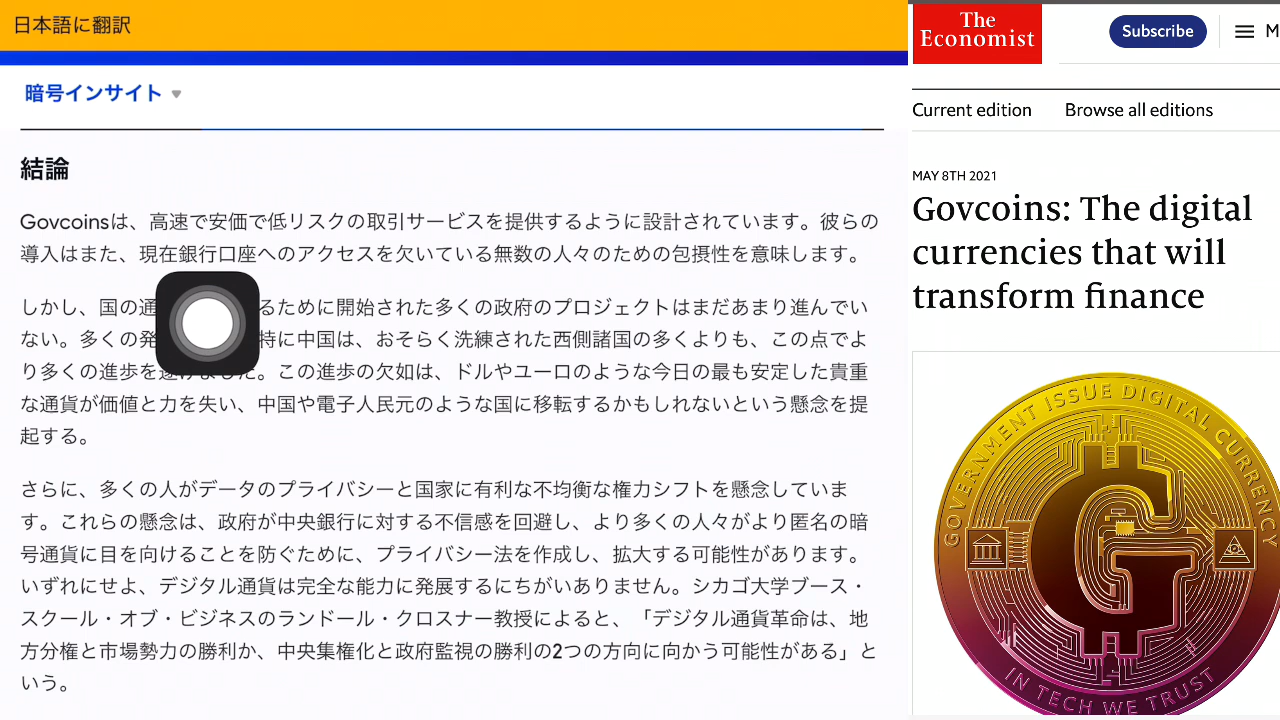 日本語に翻訳
暗号インサイト
結論
Govcoinsは、高速で安価で低リスクの取引サービスを提供するように設計されています。彼らの
導入はまた、現在銀行口座へのアクセスを欠いている無数の人々のための包摂性を意味します。
しかし、国の通 るために開始された多くの政府のプロジェクトはまだあまり進んでい
ない。多くの発 特に中国は、おそらく洗練された西側諸国の多くよりも、この点でよ
り多くの進歩を遂げました。この進歩の欠如は、ドルやユーロのような今日の最も安定した貴重
な通貨が価値と力を失い、中国や電子人民元のような国に移転するかもしれないという懸念を提
起する。
さらに、多くの人がデータのプライバシーと国家に有利な不均衡な権力シフトを懸念していま
す。これらの懸念は、政府が中央銀行に対する不信感を回避し、より多くの人々がより匿名の暗
号通貨に目を向けることを防ぐために、プライバシー法を作成し、拡大する可能性があります。
いずれにせよ、デジタル通貨は完全な能力に発展するにちがいありません。シカゴ大学ブース・
スクール・オブ・ビジネスのランドール・クロスナー教授によると、「デジタル通貨革命は、地
方分権と市場勢力の勝利か、中央集権化と政府監視の勝利の2つの方向に向かう可能性がある」と
いう。
The
Economist
Subscribe
M
Current edition Browse all editions
MAY 8TH 2021
Govcoins: The digital
currencies that will
transform finance
GOVERNMENT ISSUE DIGITAL CURRENCY
G
IN TECH WE TRUST